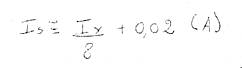 Is ≅ Ix/8 + 0,02 (A)